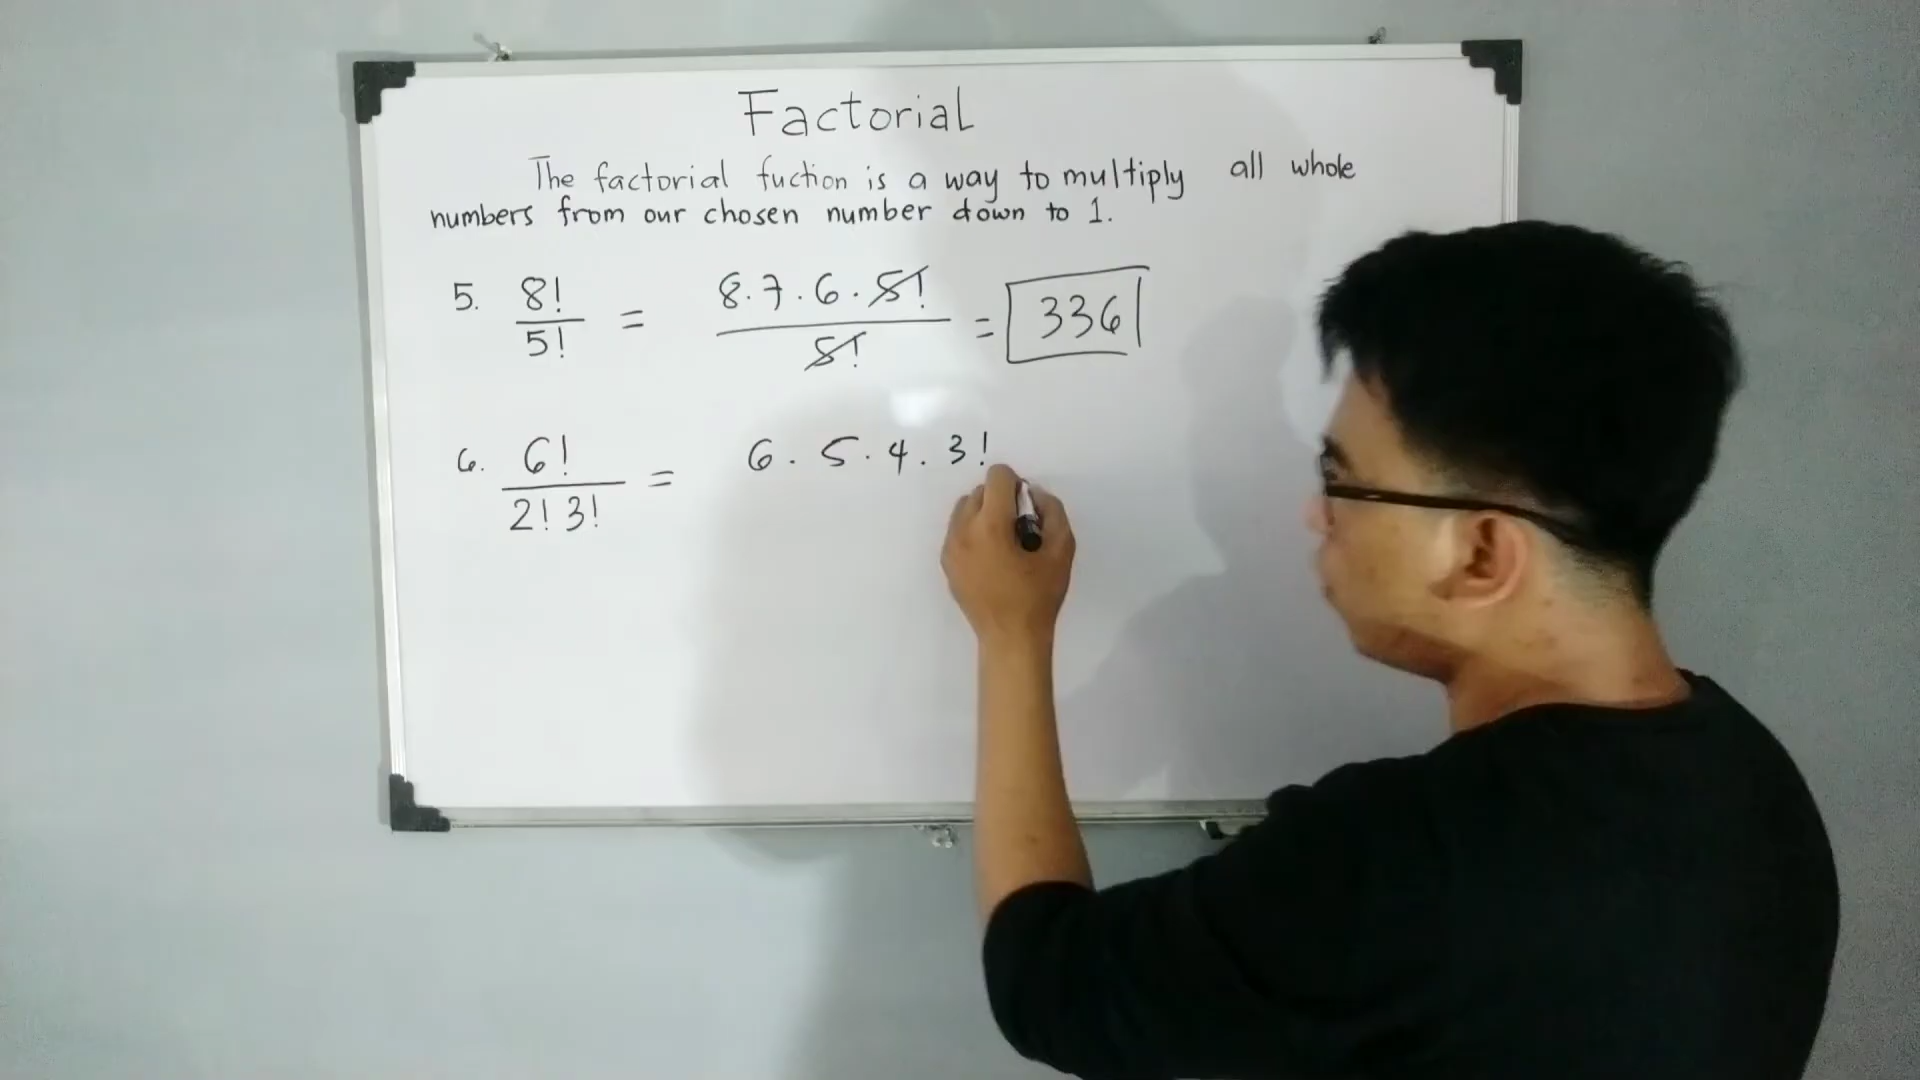 Factorial
The factorial fuction is a way to multiply all whole
numbers from our chosen number down to 1.
5. 8!/5! = 8.7.6.5!/5! = 336
6. 6!/2!3! = 6.5.4.3!